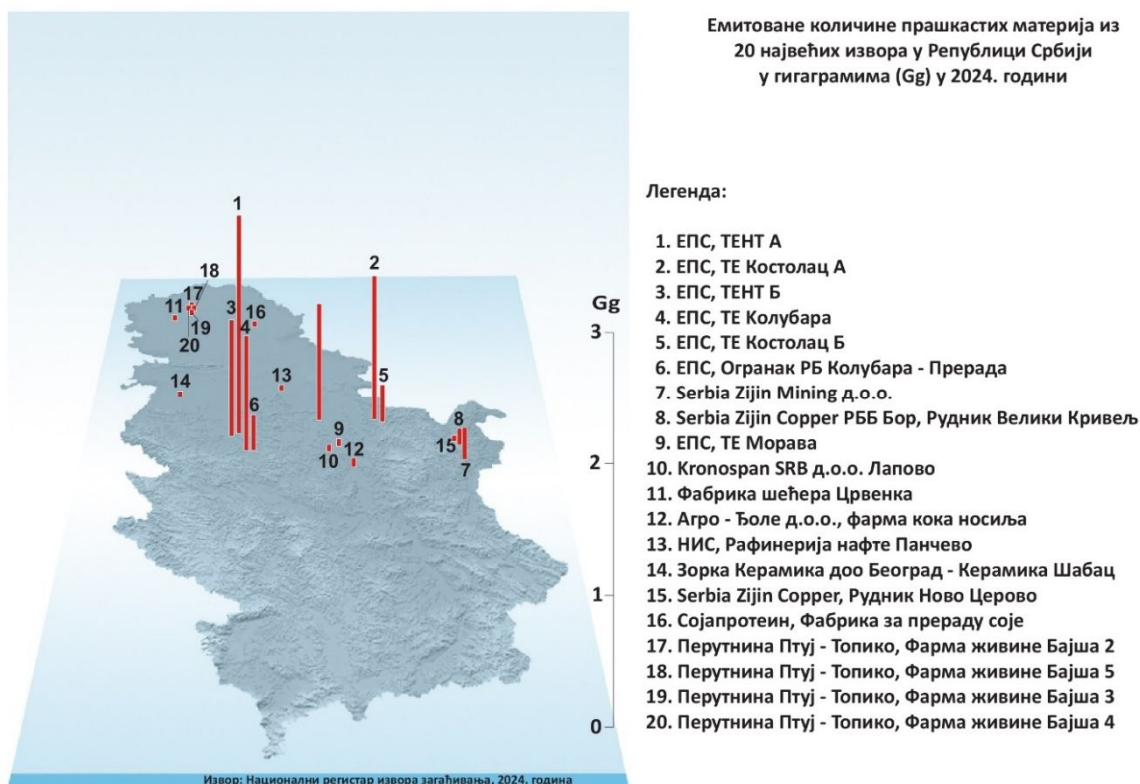 Емитоване количине прашкастих материја из
20 највећих извора у Републици Србији
у гигаграмима (Gg) у 2024. години
Легенда:
1. ЕПС, ТЕНТ А
2. ЕПС, ТЕ Костолац А
3. ЕПС, ТЕНТ Б
4. ЕПС, ТЕ Колубара
5. ЕПС, ТЕ Костолац Б
6. ЕПС, Огранак РБ Колубара - Прерада
7. Serbia Zijin Mining д.о.о.
8. Serbia Zijin Copper РББ Бор, Рудник Велики Кривељ
9. ЕПС, ТЕ Морава
10. Kronospan SRB д.о.о. Лапово
11. Фабрика шећера Црвенка
12. Агро - Ђоле д.о.о., фарма кока носиља
13. НИС, Рафинерија нафте Панчево
14. Зорка Керамика доо Београд - Керамика Шабац
15. Serbia Zijin Copper, Рудник Ново Церово
16. Сојапротеин, Фабрика за прераду соје
17. Перутнина Птуј - Топико, Фарма живине Бајша 2
18. Перутнина Птуј - Топико, Фарма живине Бајша 5
19. Перутнина Птуј - Топико, Фарма живине Бајша 3
20. Перутнина Птуј - Топико, Фарма живине Бајша 4
1
18
2
17
11
3
16
Gg
19
4
3
20
14
13
5
6
8
9
15
10
12
7
2
1
0
Извор: Национални регистар извора загађивања, 2024. година